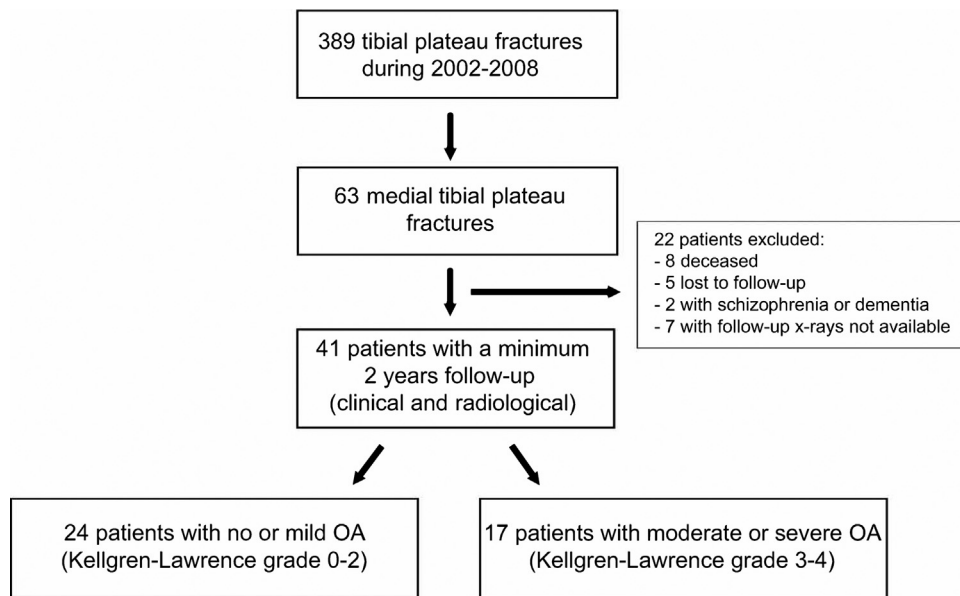 389 tibial plateau fractures
during 2002-2008
63 medial tibial plateau
fractures
22 patients excluded:
- 8 deceased
- 5 lost to follow-up
- 2 with schizophrenia or dementia
- 7 with follow-up x-rays not available
41 patients with a minimum
2 years follow-up
(clinical and radiological)
24 patients with no or mild OA
(Kellgren-Lawrence grade 0-2)
17 patients with moderate or severe OA
(Kellgren-Lawrence grade 3-4)